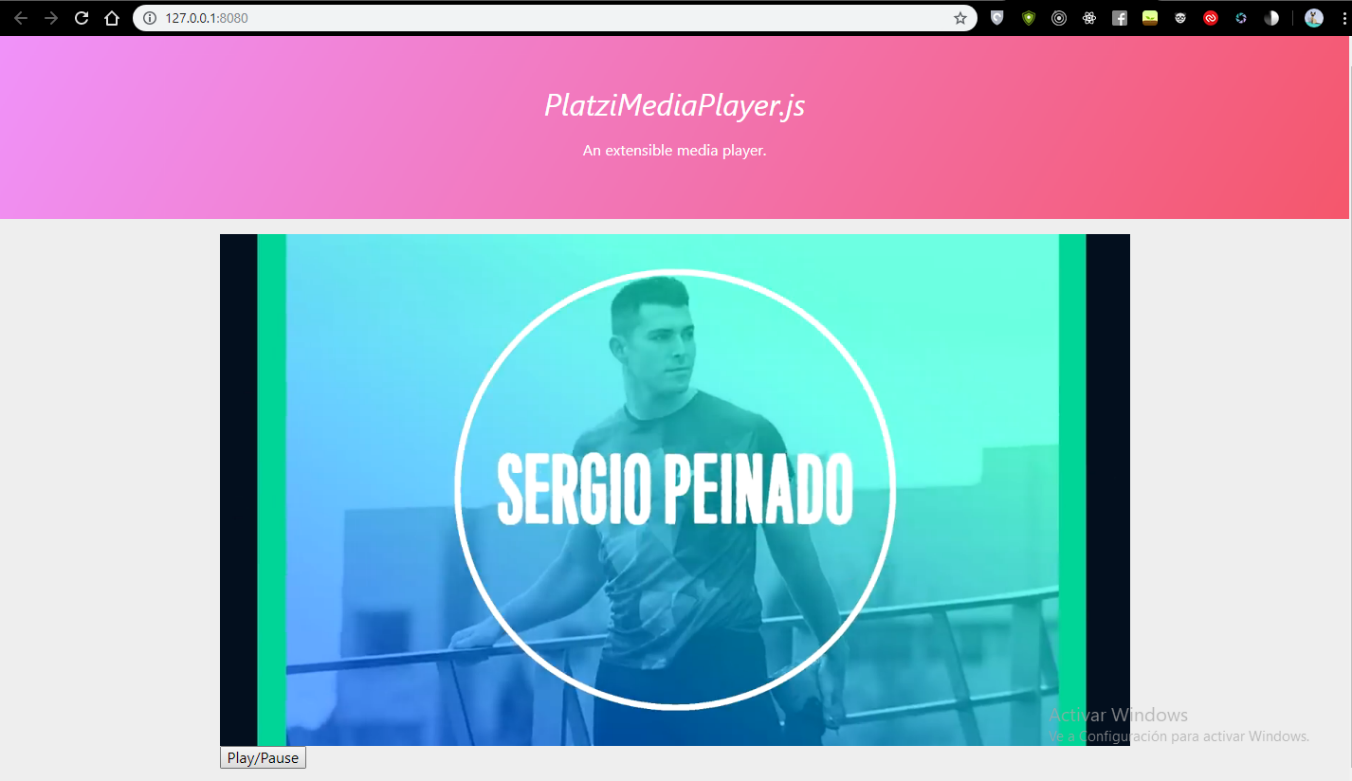 127.0.0.1:8080
PlatziMediaPlayer.js
An extensible media player.
SERGIO PEINADO
Activar Windows
Ve a Configuración para activar Windows.
Play/Pause